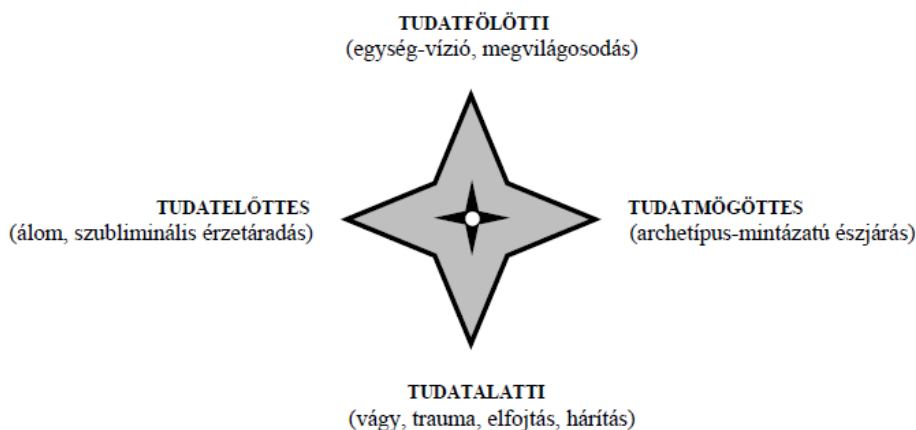 TUDATFÖLÖTTI
(egység-vízió, megvilágosodás)
TUDATELŐTTES
(álom, szubliminális érzetáradás)
TUDATMÖGÖTTES
(archetípus-mintázatú észjárás)
TUDATALATTI
(vágy, trauma, elfojtás, hárítás)